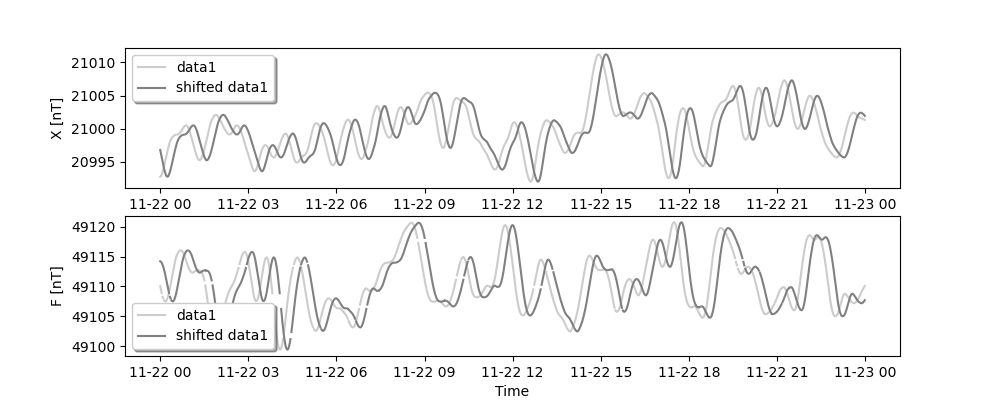 21010
21005
21000
20995
X [nT]
data1
shifted data1
11-22 00 11-22 03 11-22 06 11-22 09 11-22 12 11-22 15 11-22 18 11-22 21 11-23 00
49120
49115
49110
49105
49100
F [nT]
data1
shifted data1
11-22 00 11-22 03 11-22 06 11-22 09 11-22 12 11-22 15 11-22 18 11-22 21 11-23 00
Time